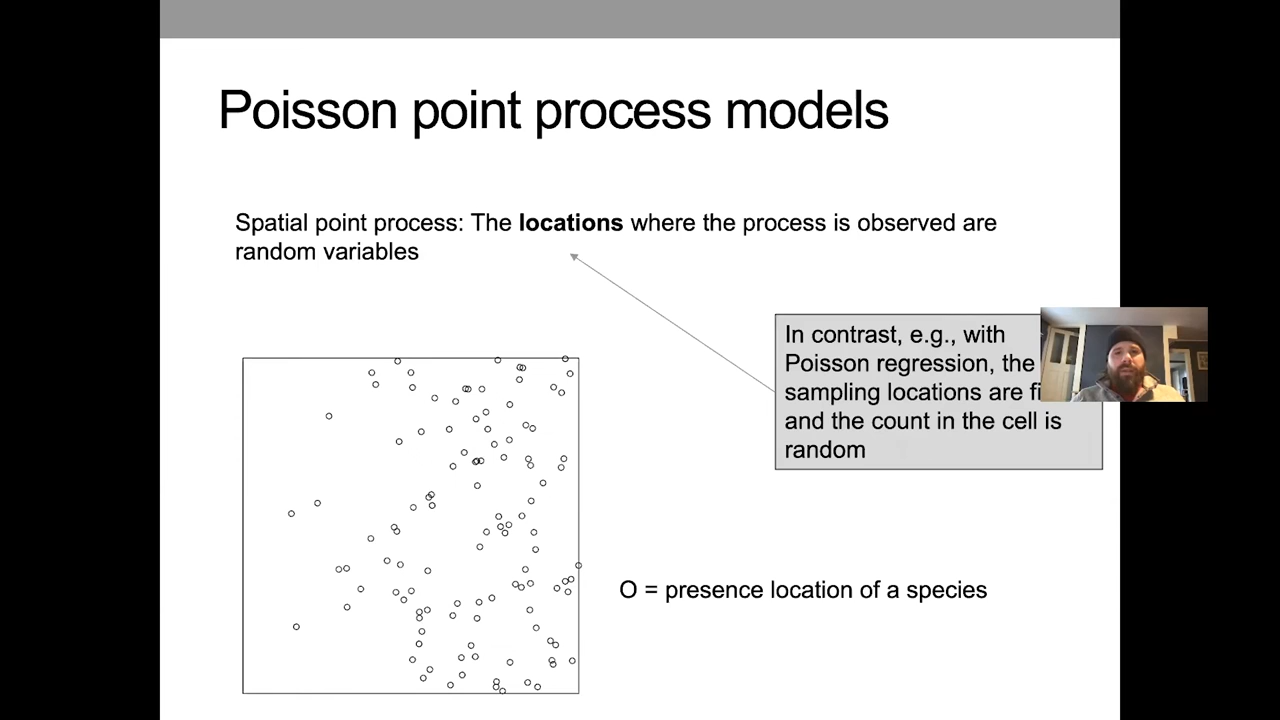 Poisson point process models
Spatial point process: The locations where the process is observed are
random variables
In contrast, e.g., with
Poisson regression, the
sampling locations are
and the count in the cell is
random
O = presence location of a species